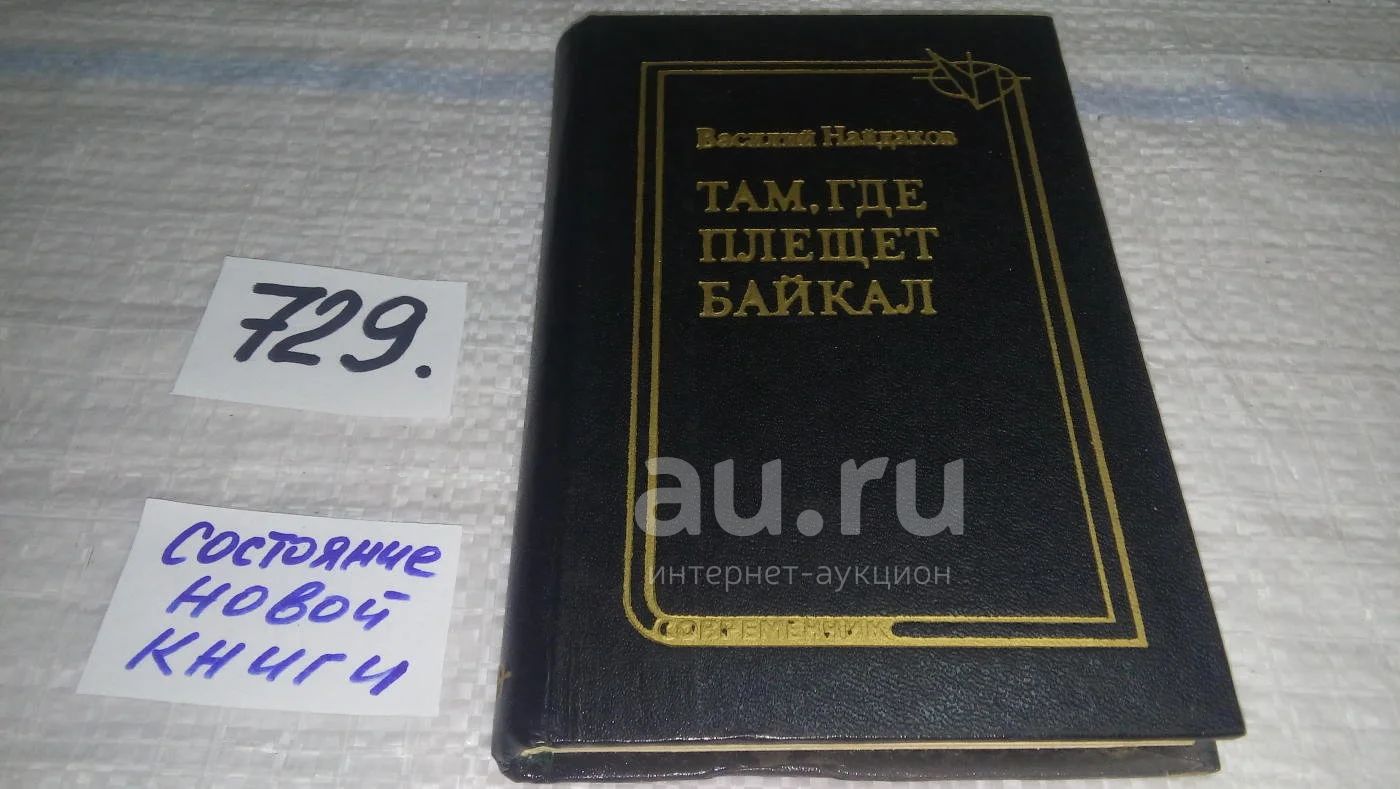 Василий Найдаков
ТАМ, ГДЕ
ПЛЕЩЕТ
БАЙКАЛ
729.
au.ru
интернет-аукцион
СОСТОЯНИЕ
НОВОЙ
КНИГИ
СОВРЕМЕННИК